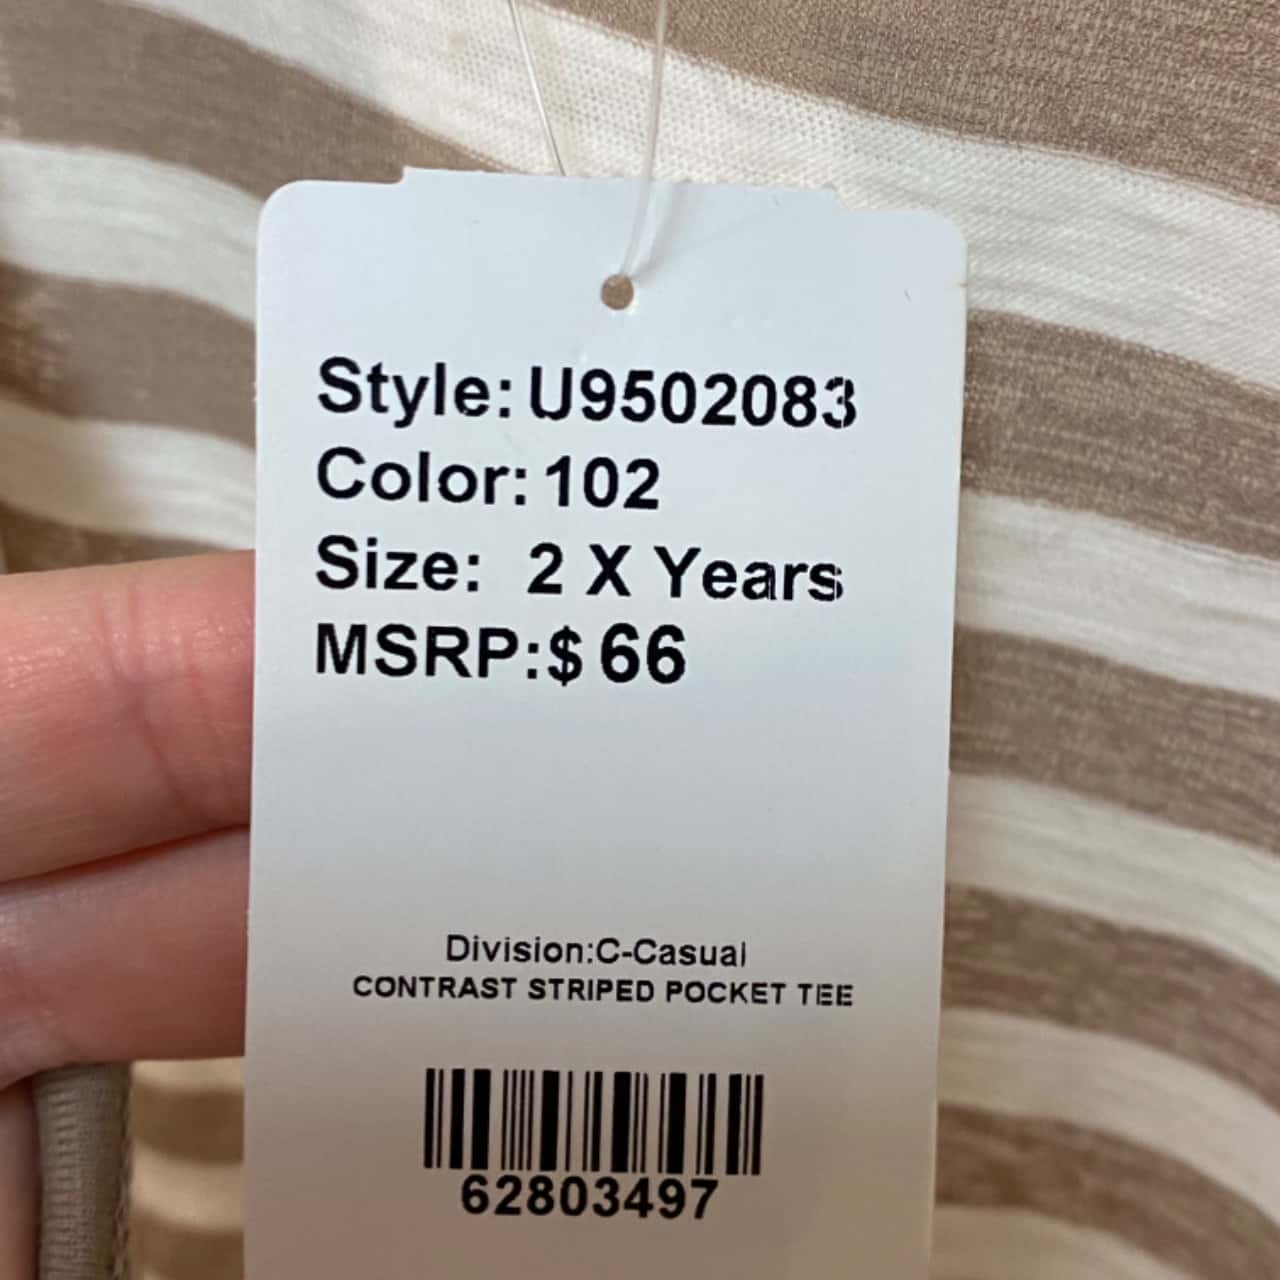 Style: U9502083
Color: 102
Size: 2 X Years
MSRP:$ 66
Division:C-Casual
CONTRAST STRIPED POCKET TEE
62803497